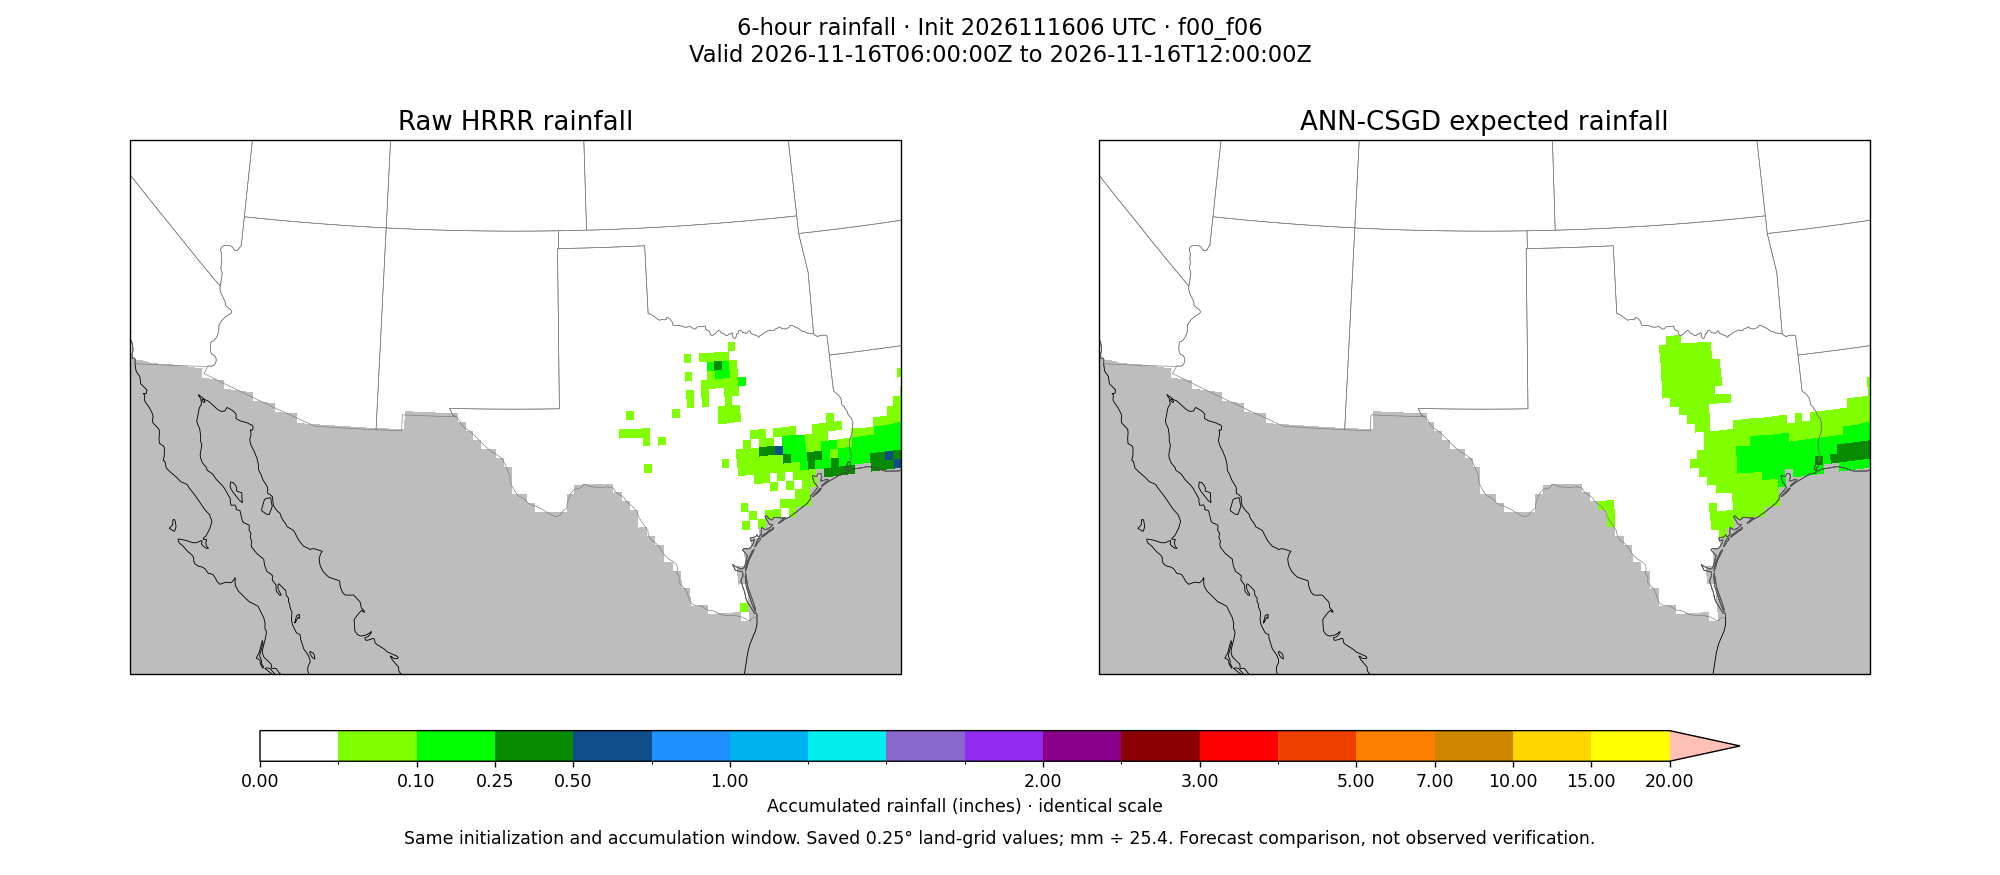 6-hour rainfall · Init 2026111606 UTC · f00_f06
Valid 2026-11-16T06:00:00Z to 2026-11-16T12:00:00Z
Raw HRRR rainfall
ANN-CSGD expected rainfall
0.00 0.10 0.25 0.50 1.00 2.00 3.00 5.00 7.00 10.00 15.00 20.00
Accumulated rainfall (inches) · identical scale
Same initialization and accumulation window. Saved 0.25° land-grid values; mm ÷ 25.4. Forecast comparison, not observed verification.